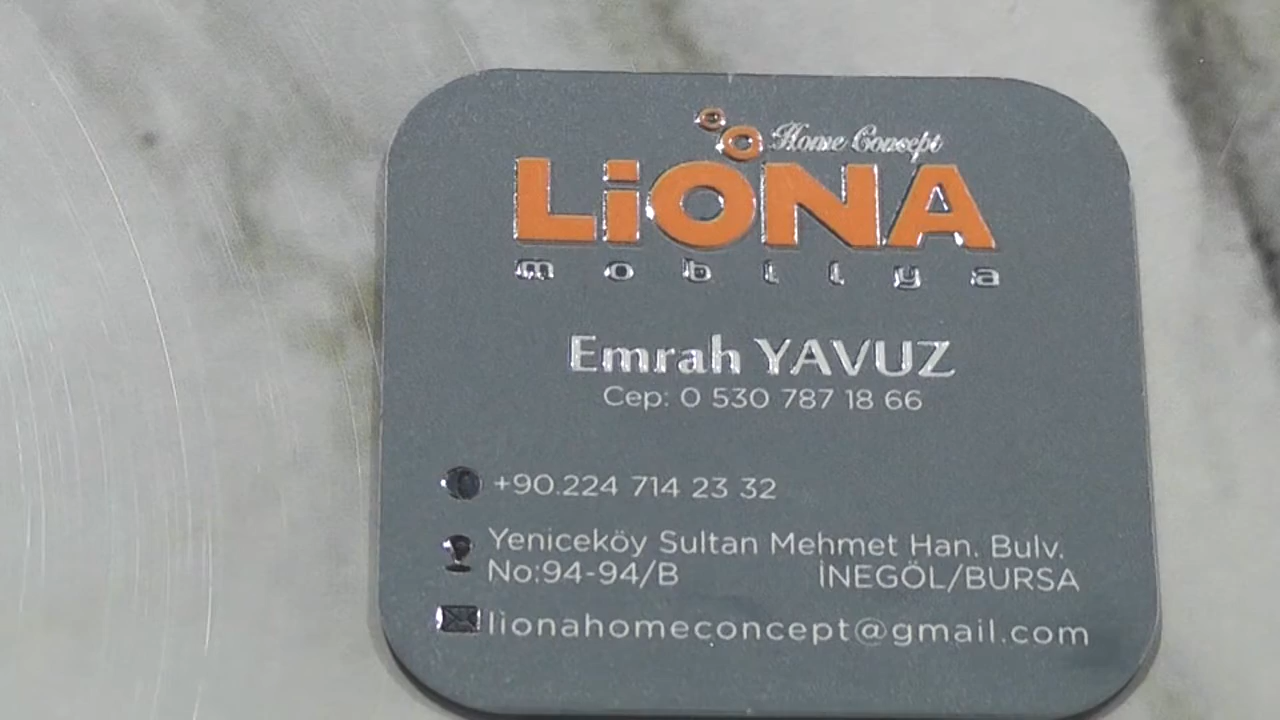 Home Concept
LiONA
mobilya
Emrah YAVUZ
Cep: 0 530 787 18 66
+90.224 714 23 32
Yeniceköy Sultan Mehmet Han. Bulv.
No:94-94/B İNEGÖL/BURSA
lionahomeconcept@gmail.com